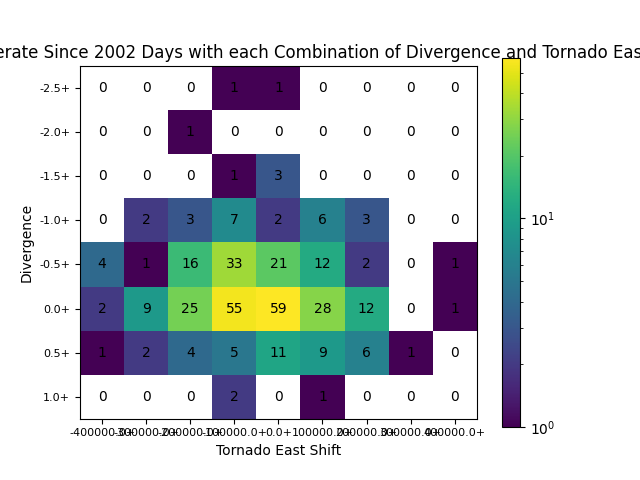 erate Since 2002 Days with each Combination of Divergence and Tornado Eas
-2.5+ 0 0 0 1 1 0 0 0 0
-2.0+ 0 0 1 0 0 0 0 0 0
-1.5+ 0 0 0 1 3 0 0 0 0
-1.0+ 0 2 3 7 2 6 3 0 0
-0.5+ 4 1 16 33 21 12 2 0 1
0.0+ 2 9 25 55 59 28 12 0 1
0.5+ 1 2 4 5 11 9 6 1 0
1.0+ 0 0 0 2 0 1 0 0 0
-400000.0+ -300000.0+ -200000.0+ -100000.0+ 0.0+ 100000.0+ 200000.0+ 300000.0+ 400000.0+
Tornado East Shift
Divergence
10¹
10⁰